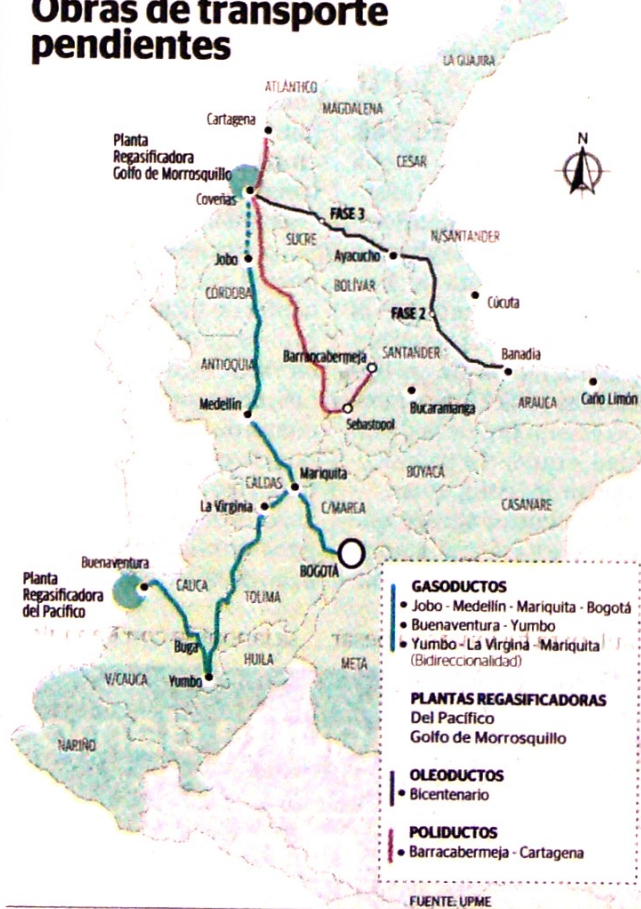 Obras de transporte
pendientes
LA GUAJIRA
ATLÁNTICO
MAGDALENA
Cartagena
Planta
Regasificadora
Golfo de Morrosquillo
CESAR
N
Coveñas
FASE 3
SUCRE
N/SANTANDER
Jobo
Ayacucho
BOLÍVAR
CÓRDOBA
Cúcuta
FASE 2
Barrancabermeja
SANTANDER
Banadia
ANTIOQUIA
Caño Limón
Medellín
Bucaramanga
ARAUCA
Sebastopol
Mariquita
BOYACÁ
CALDAS
La Virginia
C/MARCA
CASANARE
Buenaventura
BOGOTÁ
Planta
Regasificadora
del Pacífico
CAUCA
TOLIMA
Buga
HUILA
META
V/CAUCA
Yumbo
NARIÑO
GASODUCTOS
• Jobo - Medellín - Mariquita - Bogotá
• Buenaventura - Yumbo
• Yumbo - La Virgina - Mariquita
(Bidireccionalidad)
PLANTAS REGASIFICADORAS
Del Pacífico
Golfo de Morrosquillo
OLEODUCTOS
• Bicentenario
POLIDUCTOS
• Barracabermeja - Cartagena
FUENTE: UPME